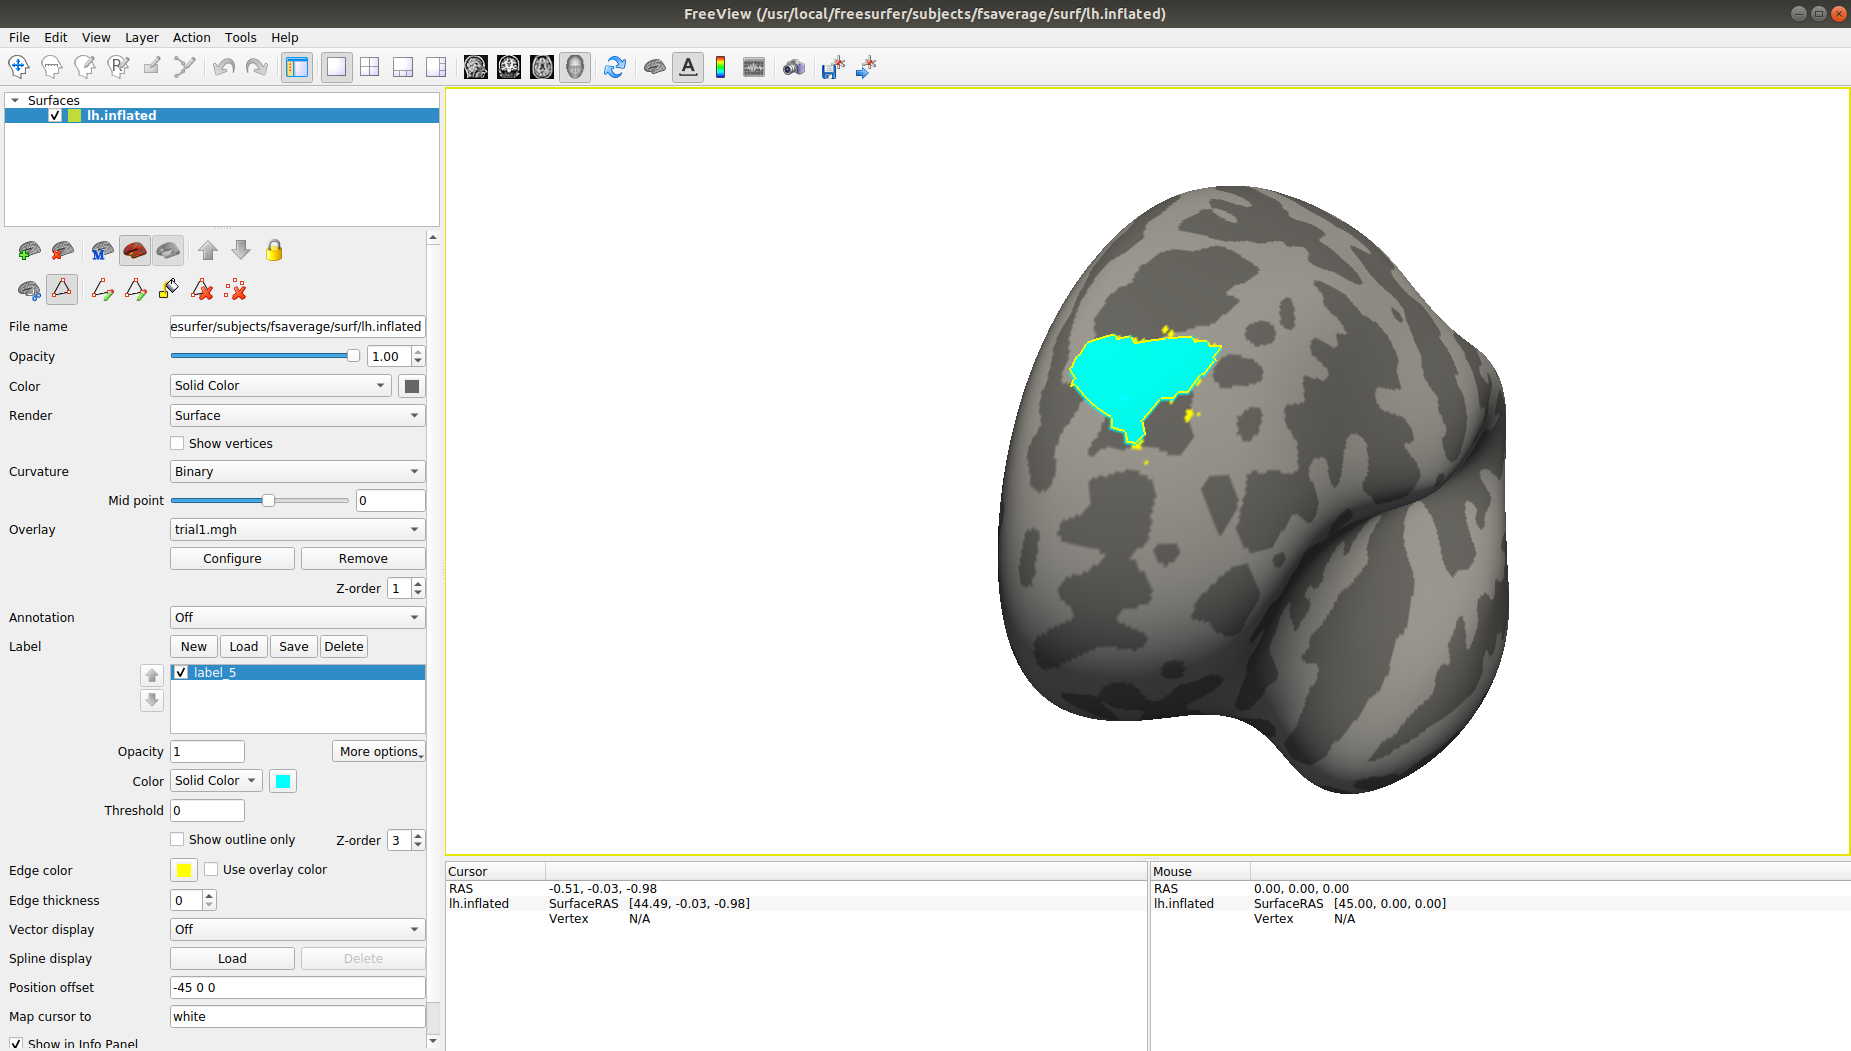 FreeView (/usr/local/freesurfer/subjects/fsaverage/surf/lh.inflated)
File Edit View Layer Action Tools Help
Surfaces
lh.inflated
File name esurfer/subjects/fsaverage/surf/lh.inflated
Opacity 1.00
Color Solid Color
Render Surface
Show vertices
Curvature Binary
Mid point 0
Overlay trial1.mgh
Configure Remove
Z-order 1
Annotation Off
Label New Load Save Delete
label_5
Opacity 1 More options
Color Solid Color
Threshold 0
Show outline only Z-order 3
Edge color Use overlay color
Edge thickness 0
Vector display Off
Spline display Load Delete
Position offset -45 0 0
Map cursor to white
Show in Info Panel
Cursor
RAS -0.51, -0.03, -0.98
lh.inflated SurfaceRAS [44.49, -0.03, -0.98]
Vertex N/A
Mouse
RAS 0.00, 0.00, 0.00
lh.inflated SurfaceRAS [45.00, 0.00, 0.00]
Vertex N/A